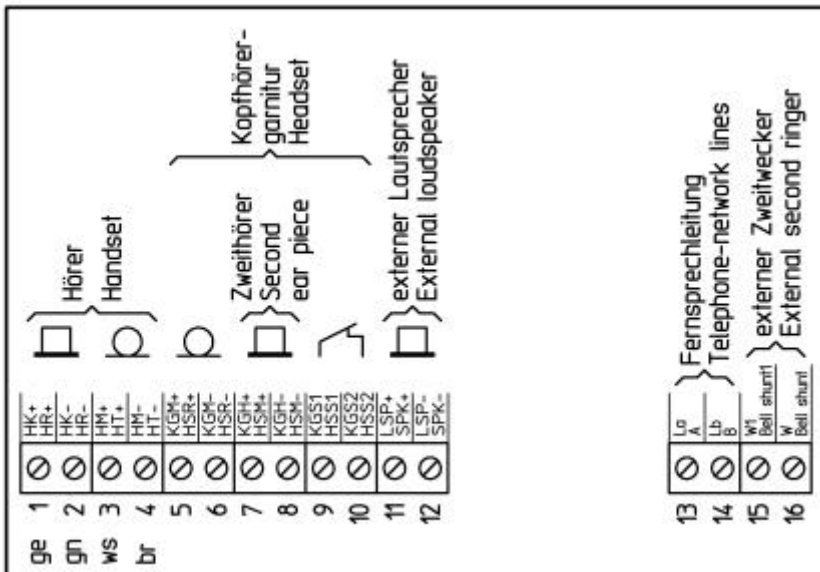 Hörer
Handset
Kopfhörer-
garnitur
Headset
Zweithörer
Second
ear piece
externer Lautsprecher
External loudspeaker
Fernsprechleitung
Telephone-network lines
externer Zweitwecker
External second ringer
HK+
HR+
HK-
HR-
HM+
HT+
HM-
HT-
KGM+
HSR+
KGM-
HSR-
KGH+
HSM+
KGH-
HSM-
KGS1
HSS1
KGS2
HSS2
LSP+
SPK+
LSP-
SPK-
La
A
Lb
B
W1
Bell shunt1
W
Bell shunt
1
2
3
4
5
6
7
8
9
10
11
12
13
14
15
16
ge
gn
ws
br